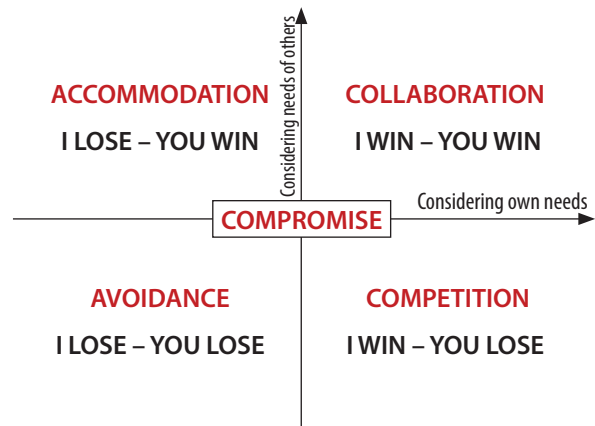 Considering needs of others
ACCOMMODATION
I LOSE – YOU WIN
COLLABORATION
I WIN – YOU WIN
Considering own needs
COMPROMISE
AVOIDANCE
I LOSE – YOU LOSE
COMPETITION
I WIN – YOU LOSE